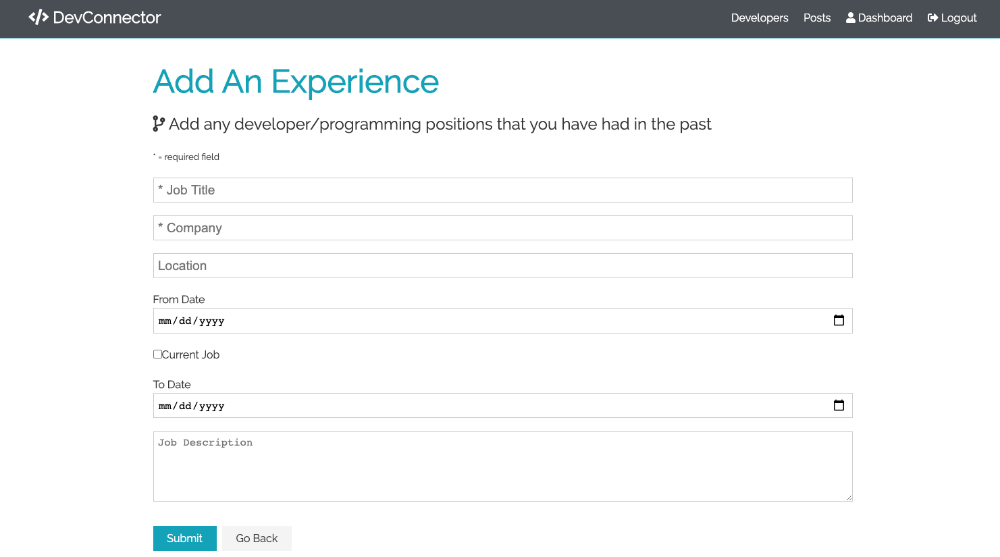 </> DevConnector
Developers Posts Dashboard Logout
Add An Experience
Add any developer/programming positions that you have had in the past
* = required field
* Job Title
* Company
Location
From Date
mm/dd/yyyy
Current Job
To Date
mm/dd/yyyy
Job Description
Submit Go Back